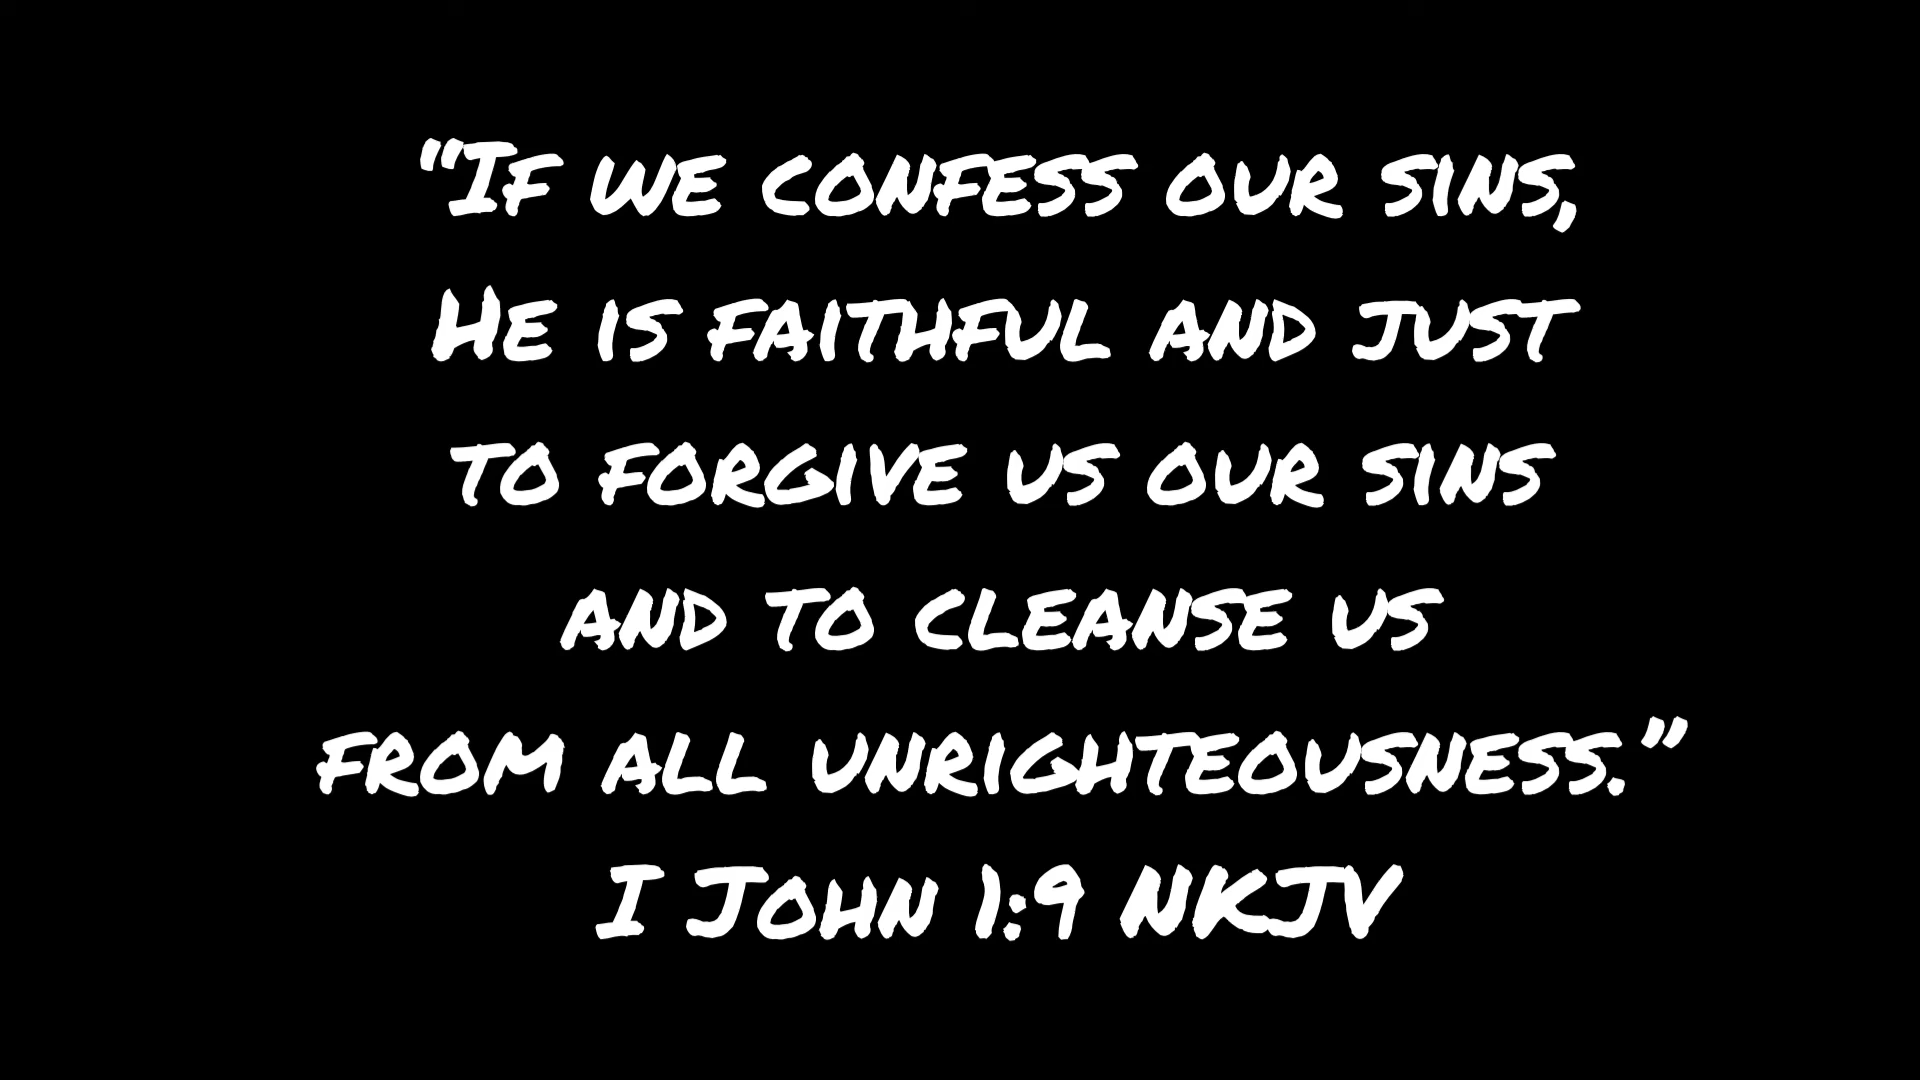 “If we confess our sins,
He is faithful and just
to forgive us our sins
and to cleanse us
from all unrighteousness.”
I John 1:9 NKJV